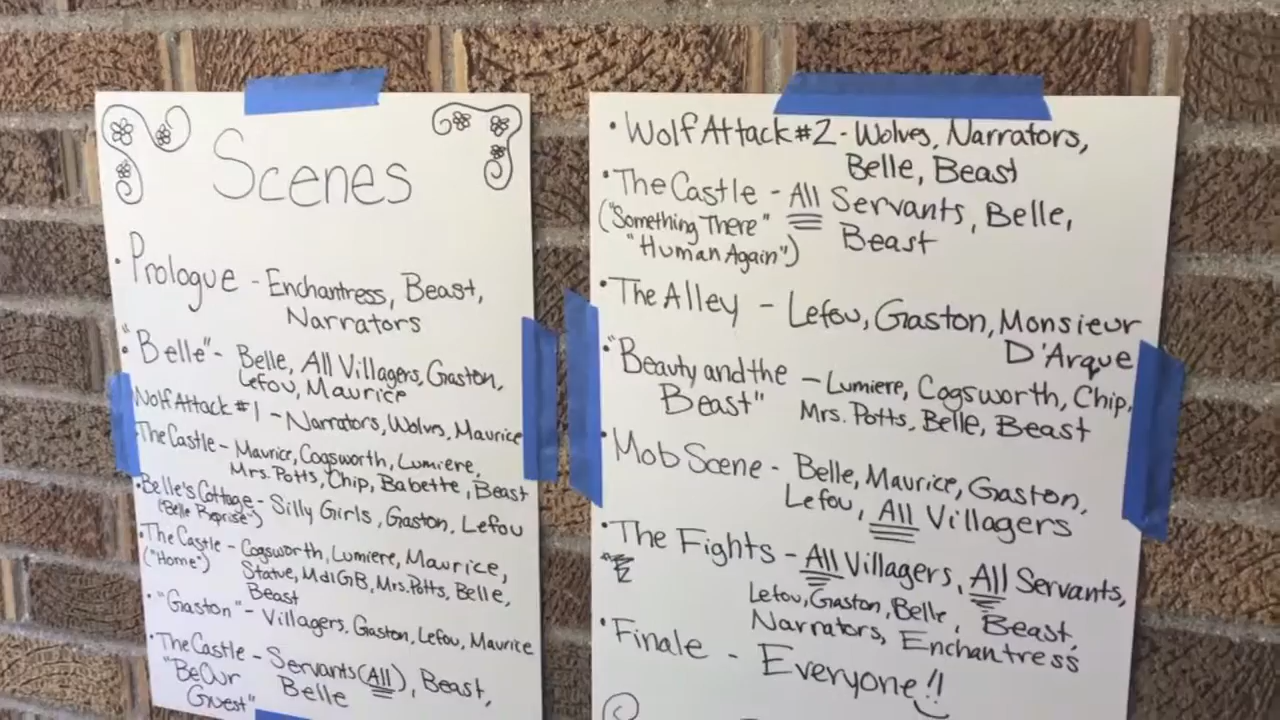 Scenes
• Prologue - Enchantress, Beast,
Narrators
• "Belle" - Belle, All Villagers, Gaston,
Lefou, Maurice
Wolf Attack #1 - Narrators, Wolves, Maurice
The Castle - Maurice, Cogsworth, Lumiere,
Mrs. Potts, Chip, Babette, Beast
• Belle's Cottage - Silly Girls, Gaston, Lefou
("Belle Reprise")
• The Castle - Cogsworth, Lumiere, Maurice,
("Home") Statue, MdlGB, Mrs. Potts, Belle,
Beast
• "Gaston" - Villagers, Gaston, Lefou, Maurice
• The Castle - Servants (All), Beast,
"Be Our Belle
Guest"
• Wolf Attack #2 - Wolves, Narrators,
Belle, Beast
• The Castle - All Servants, Belle,
("Something There" Beast
"Human Again")
• The Alley - Lefou, Gaston, Monsieur
D'Arque
• "Beauty and the - Lumiere, Cogsworth, Chip,
Beast" Mrs. Potts, Belle, Beast
• Mob Scene - Belle, Maurice, Gaston,
Lefou, All Villagers
• The Fights - All Villagers, All Servants,
Lefou, Gaston, Belle, Beast,
Narrators, Enchantress
• Finale - Everyone!!